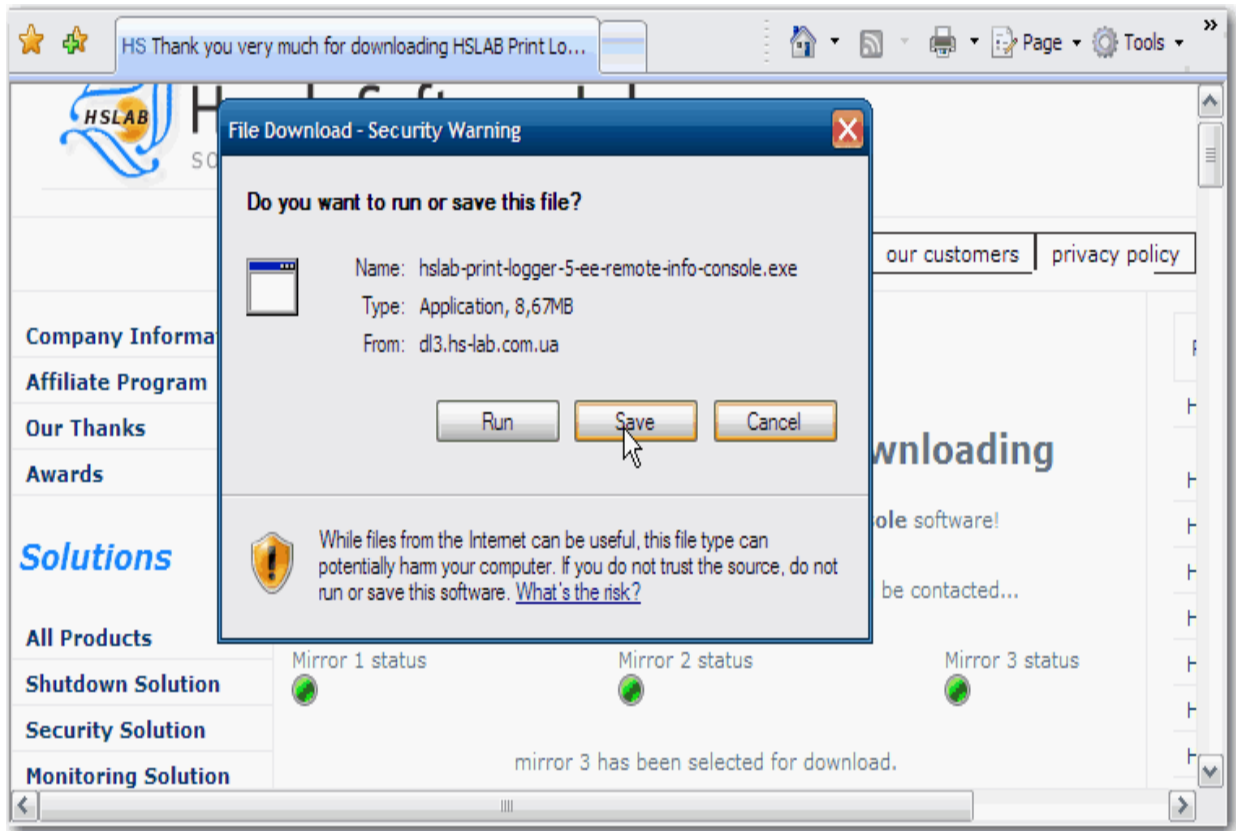 HS Thank you very much for downloading HSLAB Print Lo...
Page
Tools
»
HSLAB
File Download - Security Warning
Do you want to run or save this file?
Name: hslab-print-logger-5-ee-remote-info-console.exe
Type: Application, 8,67MB
From: dl3.hs-lab.com.ua
Run Save Cancel
While files from the Internet can be useful, this file type can
potentially harm your computer. If you do not trust the source, do not
run or save this software. What's the risk?
our customers privacy policy
Company Informa
Affiliate Program
Our Thanks
Awards
Solutions
All Products
Shutdown Solution
Security Solution
Monitoring Solution
wnloading
ole software!
be contacted...
Mirror 1 status Mirror 2 status Mirror 3 status
mirror 3 has been selected for download.